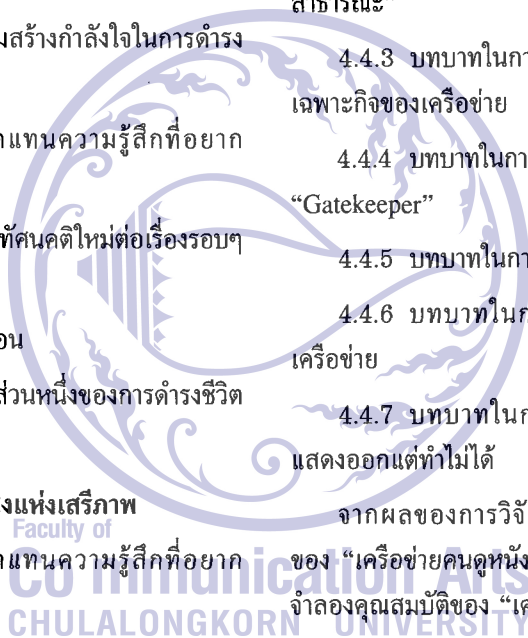 มสร้างกำลังใจในการดำรง
แทนความรู้สึกที่อยาก
ทัศนคติใหม่ต่อเรื่องรอบๆ
อน
ส่วนหนึ่งของการดำรงชีวิต
งแห่งเสรีภาพ
แทนความรู้สึกที่อยาก
สาธารณะ"
4.4.3 บทบาทในกา
เฉพาะกิจของเครือข่าย
4.4.4 บทบาทในกา
"Gatekeeper"
4.4.5 บทบาทในกา
4.4.6 บทบาทในก
เครือข่าย
4.4.7 บทบาทในก
แสดงออกแต่ทำไม่ได้
จากผลของการวิจั
ของ "เครือข่ายคนดูหนัง
จำลองคุณสมบัติของ "เค
Faculty of
Communication Arts
CHULALONGKORN UNIVERSITY